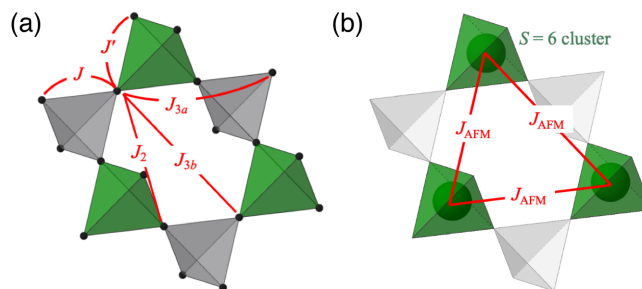 (a)
J'
J
J3a
J2
J3b
(b)
S = 6 cluster
JAFM
JAFM
JAFM